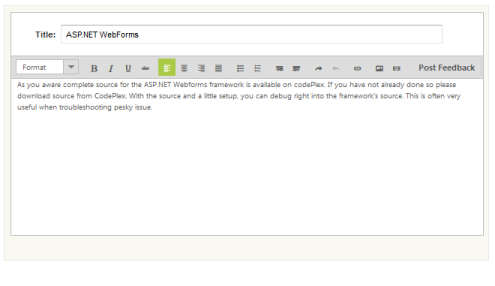 Title: ASP.NET WebForms
Format B I U abc Post Feedback
As you aware complete source for the ASP.NET Webforms framework is available on codePlex. If you have not already done so please
download source from CodePlex. With the source and a little setup, you can debug right into the framework's source. This is often very
useful when troubleshooting pesky issue.